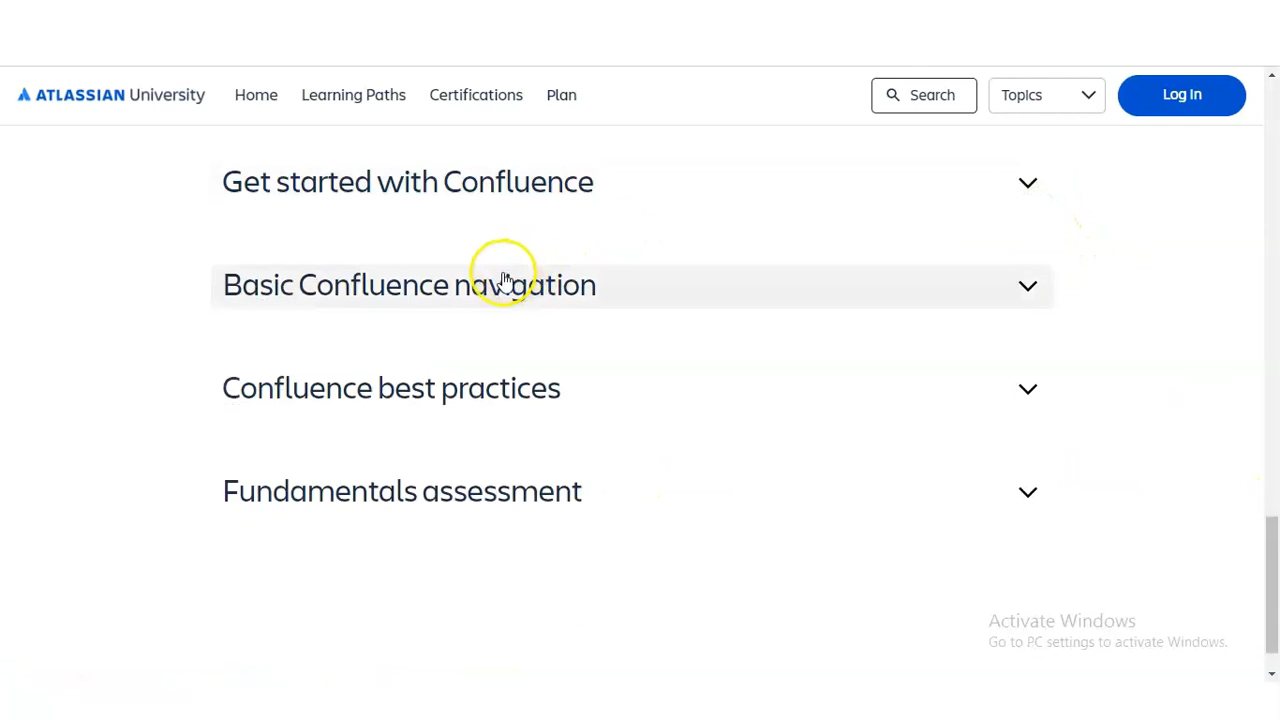 ATLASSIAN University Home Learning Paths Certifications Plan Search Topics Log In
Get started with Confluence
Basic Confluence navigation
Confluence best practices
Fundamentals assessment
Activate Windows
Go to PC settings to activate Windows.